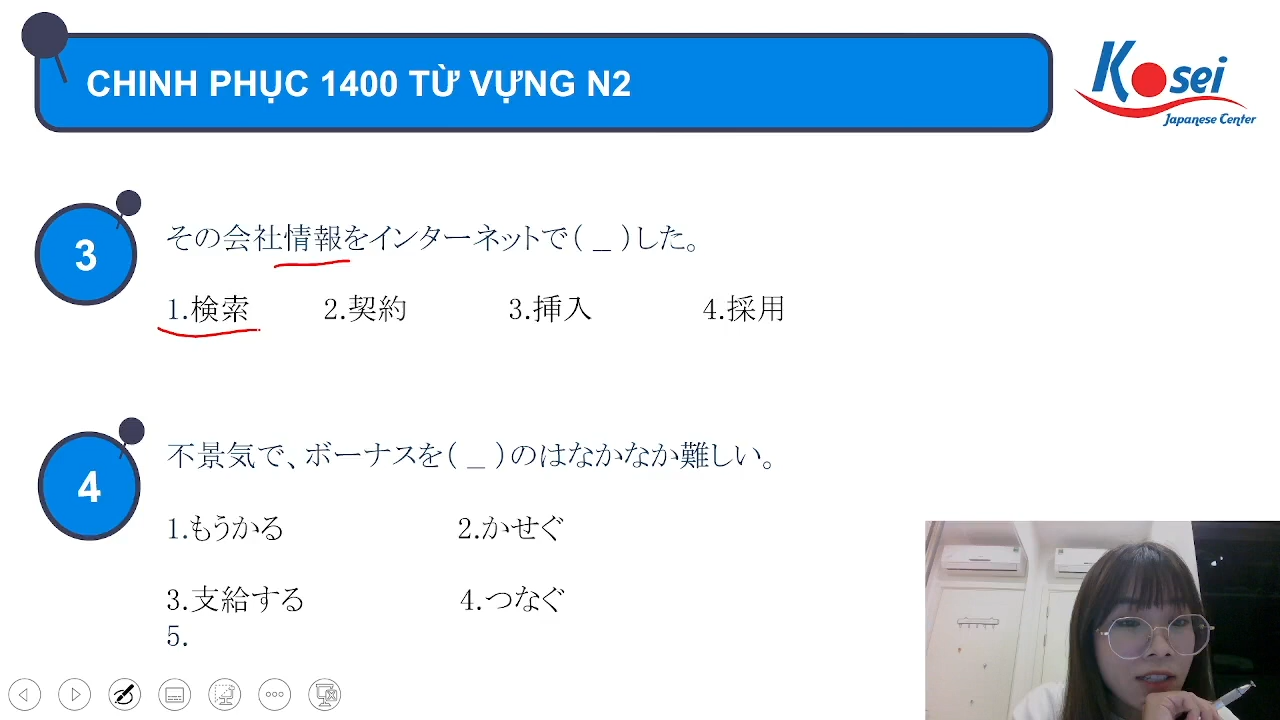 CHINH PHỤC 1400 TỪ VỰNG N2
Kosei
Japanese Center
3
その会社情報をインターネットで( _ )した。
1.検索 2.契約 3.挿入 4.採用
4
不景気で、ボーナスを( _ )のはなかなか難しい。
1.もうかる 2.かせぐ
3.支給する 4.つなぐ
5.